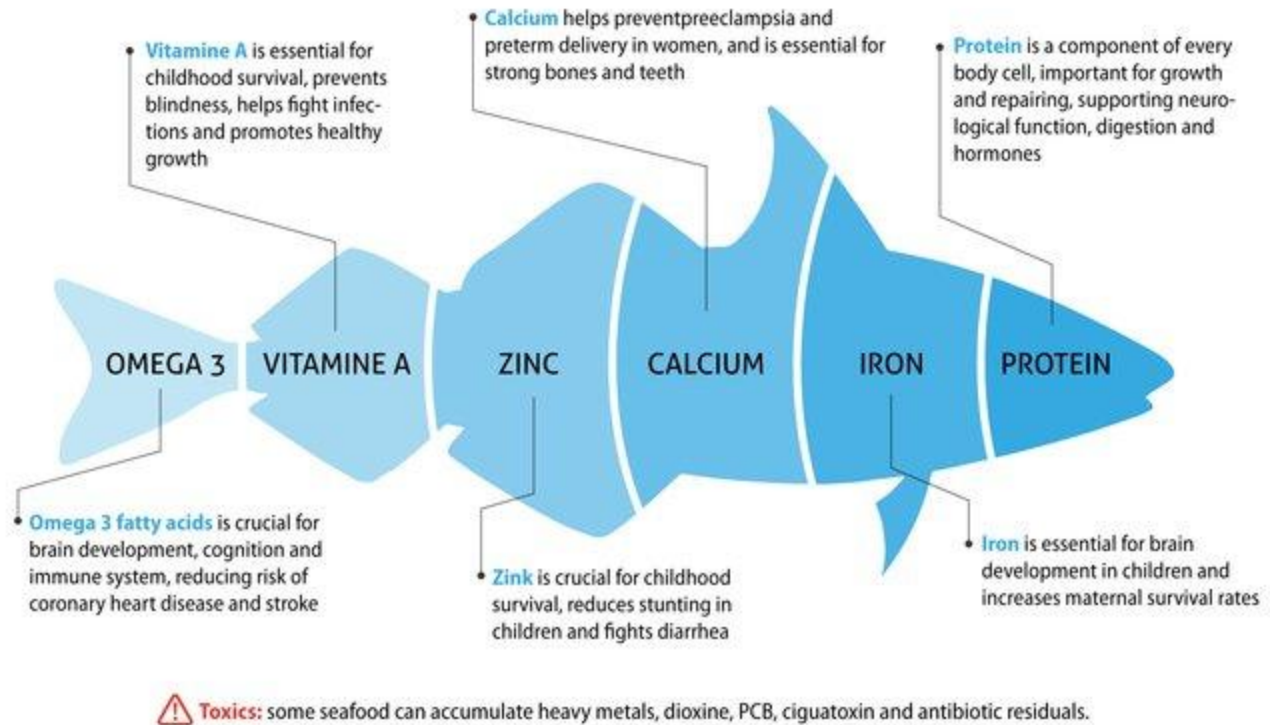 Vitamine A is essential for
childhood survival, prevents
blindness, helps fight infec-
tions and promotes healthy
growth
Calcium helps preventpreeclampsia and
preterm delivery in women, and is essential for
strong bones and teeth
Protein is a component of every
body cell, important for growth
and repairing, supporting neuro-
logical function, digestion and
hormones
OMEGA 3
VITAMINE A
ZINC
CALCIUM
IRON
PROTEIN
Omega 3 fatty acids is crucial for
brain development, cognition and
immune system, reducing risk of
coronary heart disease and stroke
Zink is crucial for childhood
survival, reduces stunting in
children and fights diarrhea
Iron is essential for brain
development in children and
increases maternal survival rates
Toxics: some seafood can accumulate heavy metals, dioxine, PCB, ciguatoxin and antibiotic residuals.